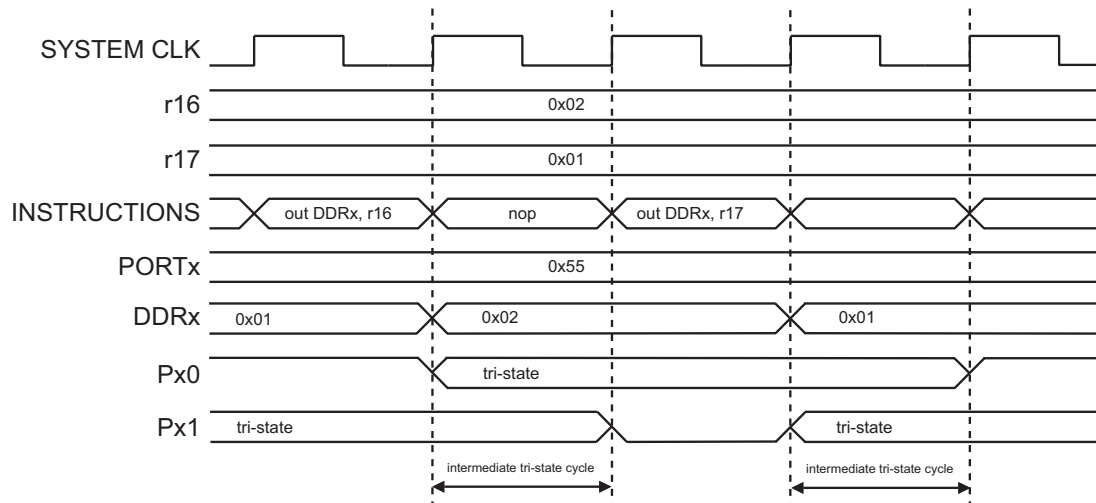 SYSTEM CLK
r16 0x02
r17 0x01
INSTRUCTIONS out DDRx, r16 nop out DDRx, r17
PORTx 0x55
DDRx 0x01 0x02 0x01
Px0 tri-state
Px1 tri-state tri-state
intermediate tri-state cycle intermediate tri-state cycle